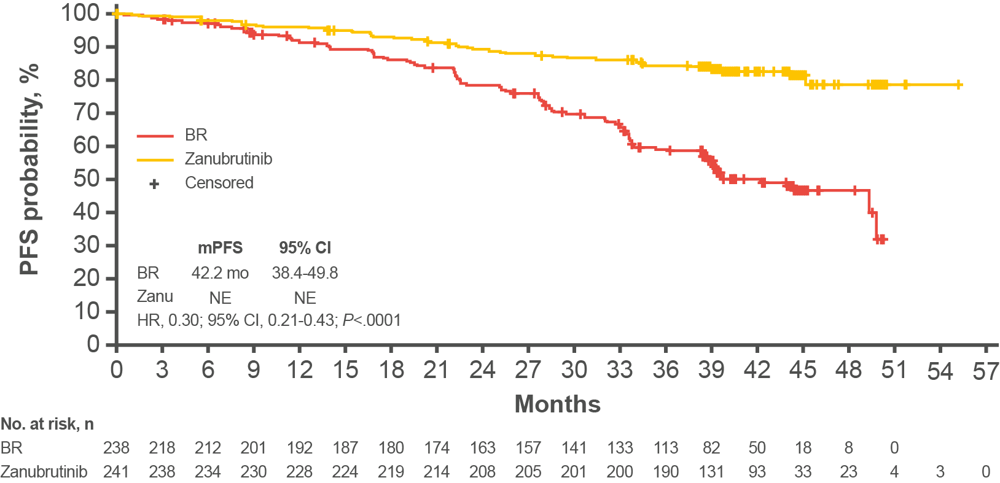 PFS probability, %
100
90
80
70
60
50
40
30
20
10
0
BR
Zanubrutinib
Censored
mPFS 95% CI
BR 42.2 mo 38.4-49.8
Zanu NE NE
HR, 0.30; 95% CI, 0.21-0.43; P<.0001
0 3 6 9 12 15 18 21 24 27 30 33 36 39 42 45 48 51 54 57
Months
No. at risk, n
BR 238 218 212 201 192 187 180 174 163 157 141 133 113 82 50 18 8 0
Zanubrutinib 241 238 234 230 228 224 219 214 208 205 201 200 190 131 93 33 23 4 3 0